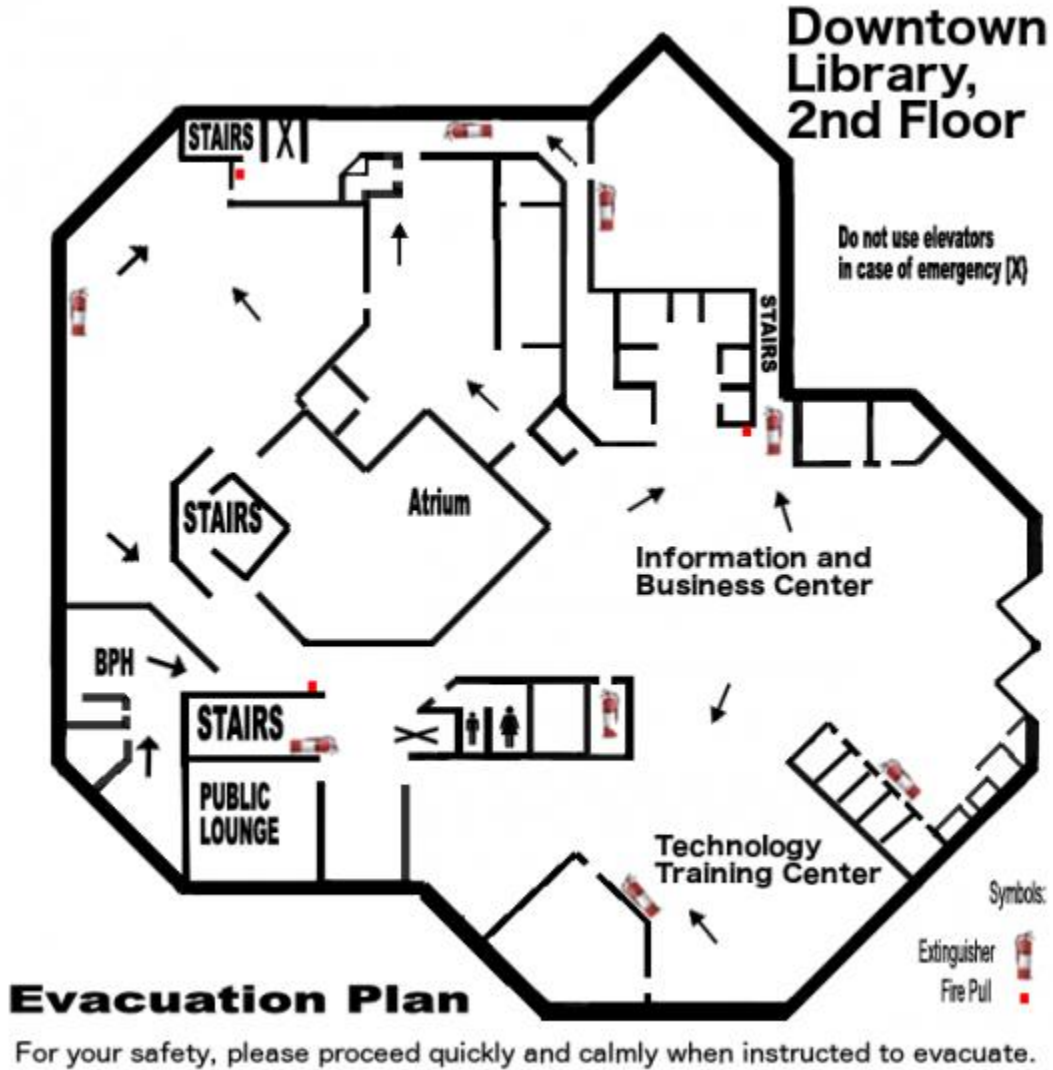 Downtown
Library,
2nd Floor
STAIRS
X
Do not use elevators
in case of emergency [X}
STAIRS
STAIRS
Atrium
Information and
Business Center
BPH
STAIRS
PUBLIC
LOUNGE
Technology
Training Center
Symbols:
Extinguisher
Fire Pull
Evacuation Plan
For your safety, please proceed quickly and calmly when instructed to evacuate.